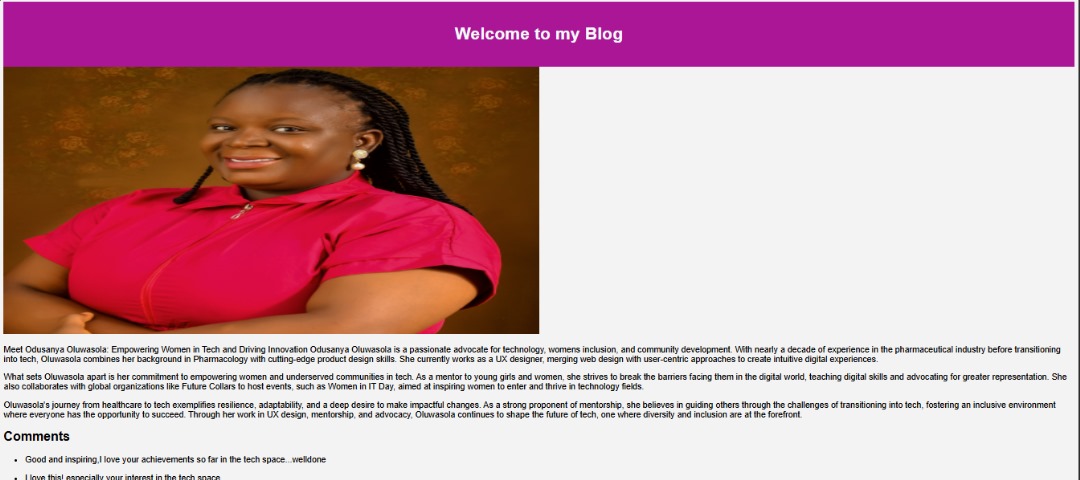 Welcome to my Blog
Meet Odusanya Oluwasola: Empowering Women in Tech and Driving Innovation Odusanya Oluwasola is a passionate advocate for technology, womens inclusion, and community development. With nearly a decade of experience in the pharmaceutical industry before transitioning
into tech, Oluwasola combines her background in Pharmacology with cutting-edge product design skills. She currently works as a UX designer, merging web design with user-centric approaches to create intuitive digital experiences.
What sets Oluwasola apart is her commitment to empowering women and underserved communities in tech. As a mentor to young girls and women, she strives to break the barriers facing them in the digital world, teaching digital skills and advocating for greater representation. She
also collaborates with global organizations like Future Collars to host events, such as Women in IT Day, aimed at inspiring women to enter and thrive in technology fields.
Oluwasola's journey from healthcare to tech exemplifies resilience, adaptability, and a deep desire to make impactful changes. As a strong proponent of mentorship, she believes in guiding others through the challenges of transitioning into tech, fostering an inclusive environment
where everyone has the opportunity to succeed. Through her work in UX design, mentorship, and advocacy, Oluwasola continues to shape the future of tech, one where diversity and inclusion are at the forefront.
Comments
Good and inspiring,I love your achievements so far in the tech space...welldone
I love this! especially your interest in the tech space